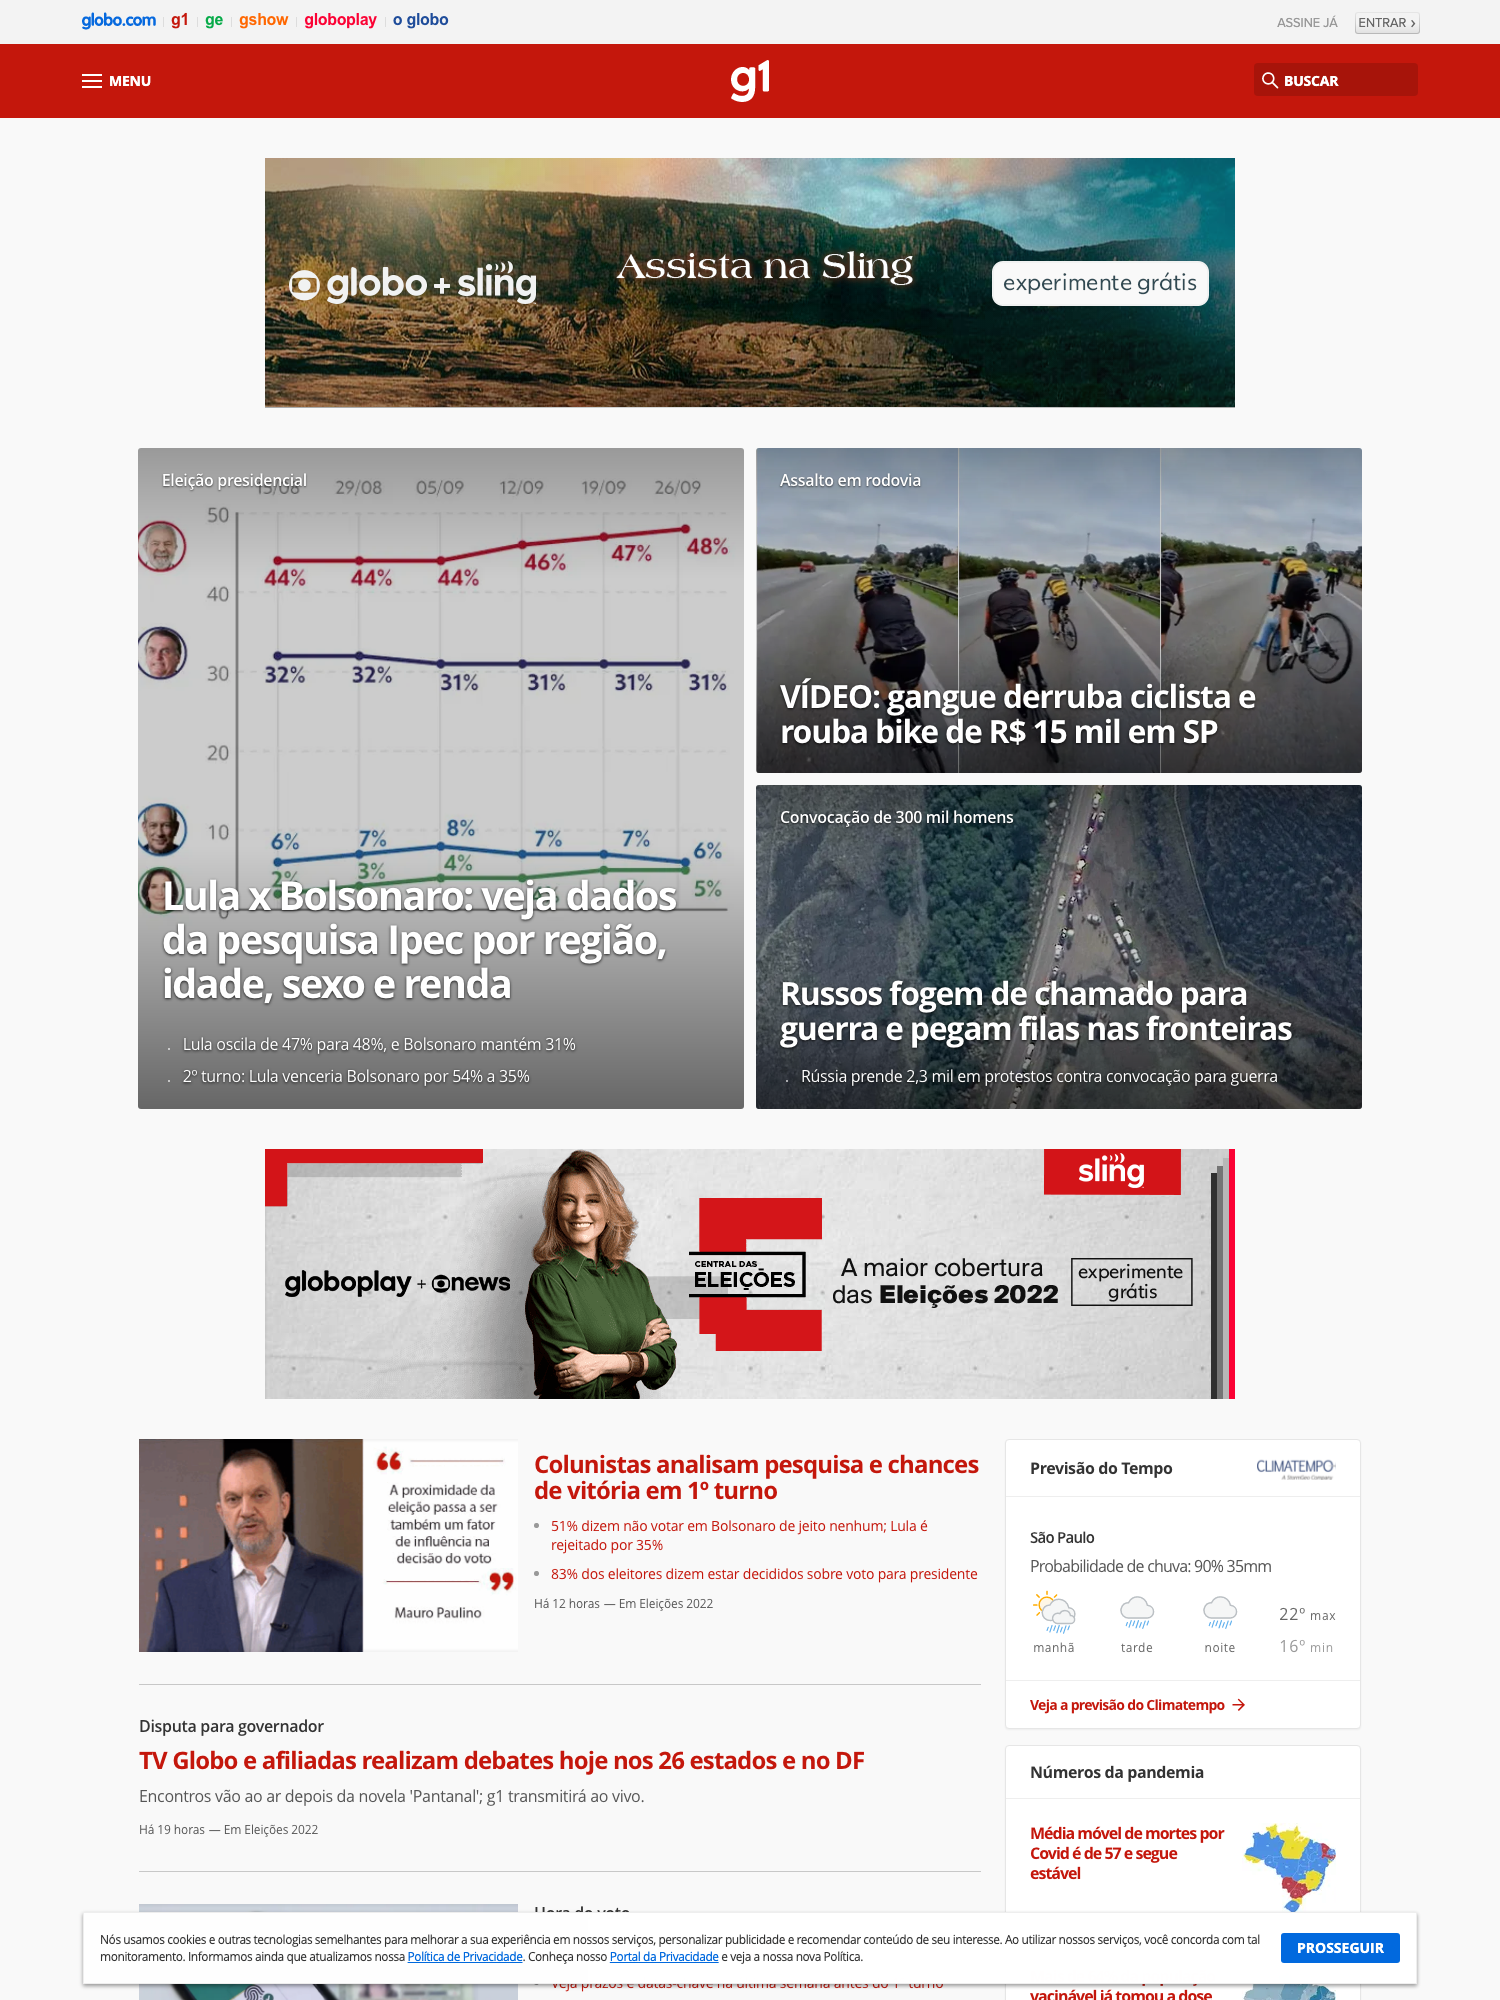 globo.com g1 ge gshow globoplay o globo
ASSINE JÁ ENTRAR ›
MENU
g1
BUSCAR
globo + sling
Assista na Sling
experimente grátis
Eleição presidencial
15/08 29/08 05/09 12/09 19/09 26/09
50
44% 44% 44% 46% 47% 48%
40
30
32% 32% 31% 31% 31% 31%
20
10
6% 7% 8% 7% 7% 6%
2% 3% 4% 5%
0
Lula x Bolsonaro: veja dados
da pesquisa Ipec por região,
idade, sexo e renda
. Lula oscila de 47% para 48%, e Bolsonaro mantém 31%
. 2º turno: Lula venceria Bolsonaro por 54% a 35%
Assalto em rodovia
VÍDEO: gangue derruba ciclista e
rouba bike de R$ 15 mil em SP
Convocação de 300 mil homens
Russos fogem de chamado para
guerra e pegam filas nas fronteiras
. Rússia prende 2,3 mil em protestos contra convocação para guerra
globoplay + news
CENTRAL DAS
ELEIÇÕES
A maior cobertura
das Eleições 2022
sling
experimente
grátis
“
A proximidade da
eleição passa a ser
também um fator
de influência na
decisão do voto
”
Mauro Paulino
Colunistas analisam pesquisa e chances
de vitória em 1º turno
51% dizem não votar em Bolsonaro de jeito nenhum; Lula é
rejeitado por 35%
83% dos eleitores dizem estar decididos sobre voto para presidente
Há 12 horas — Em Eleições 2022
Disputa para governador
TV Globo e afiliadas realizam debates hoje nos 26 estados e no DF
Encontros vão ao ar depois da novela 'Pantanal'; g1 transmitirá ao vivo.
Há 19 horas — Em Eleições 2022
Hora do voto
Veja prazos e datas-chave na última semana antes do 1º turno
Previsão do Tempo
CLIMATEMPO
A StormGeo Company
São Paulo
Probabilidade de chuva: 90% 35mm
manhã tarde noite
22º max
16º min
Veja a previsão do Climatempo →
Números da pandemia
Média móvel de mortes por
Covid é de 57 e segue
estável
vacinável já tomou a dose
Nós usamos cookies e outras tecnologias semelhantes para melhorar a sua experiência em nossos serviços, personalizar publicidade e recomendar conteúdo de seu interesse. Ao utilizar nossos serviços, você concorda com tal
monitoramento. Informamos ainda que atualizamos nossa Política de Privacidade. Conheça nosso Portal da Privacidade e veja a nossa nova Política.
PROSSEGUIR